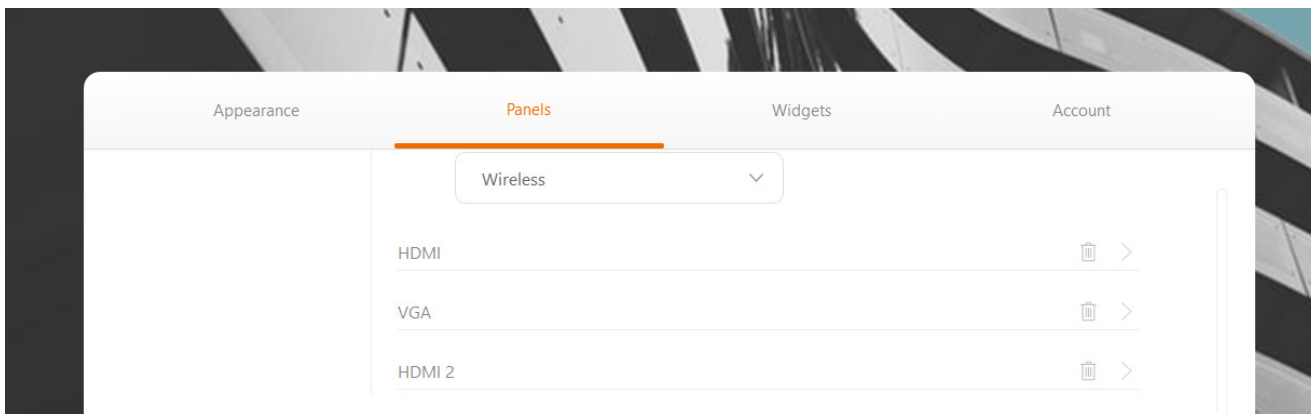 Appearance Panels Widgets Account
Wireless
HDMI
VGA
HDMI 2